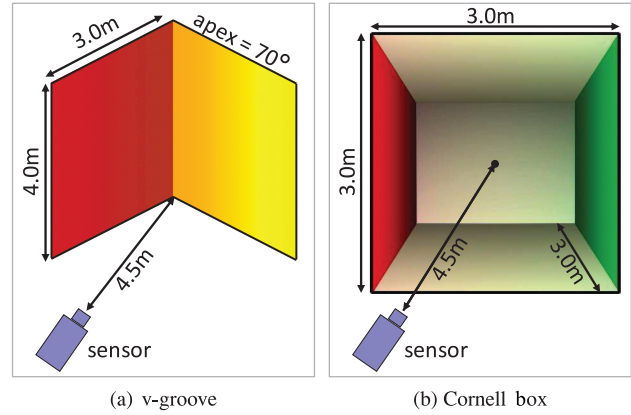 3.0m
apex = 70°
4.0m
4.5m
sensor
(a) v-groove
3.0m
3.0m
3.0m
4.5m
sensor
(b) Cornell box